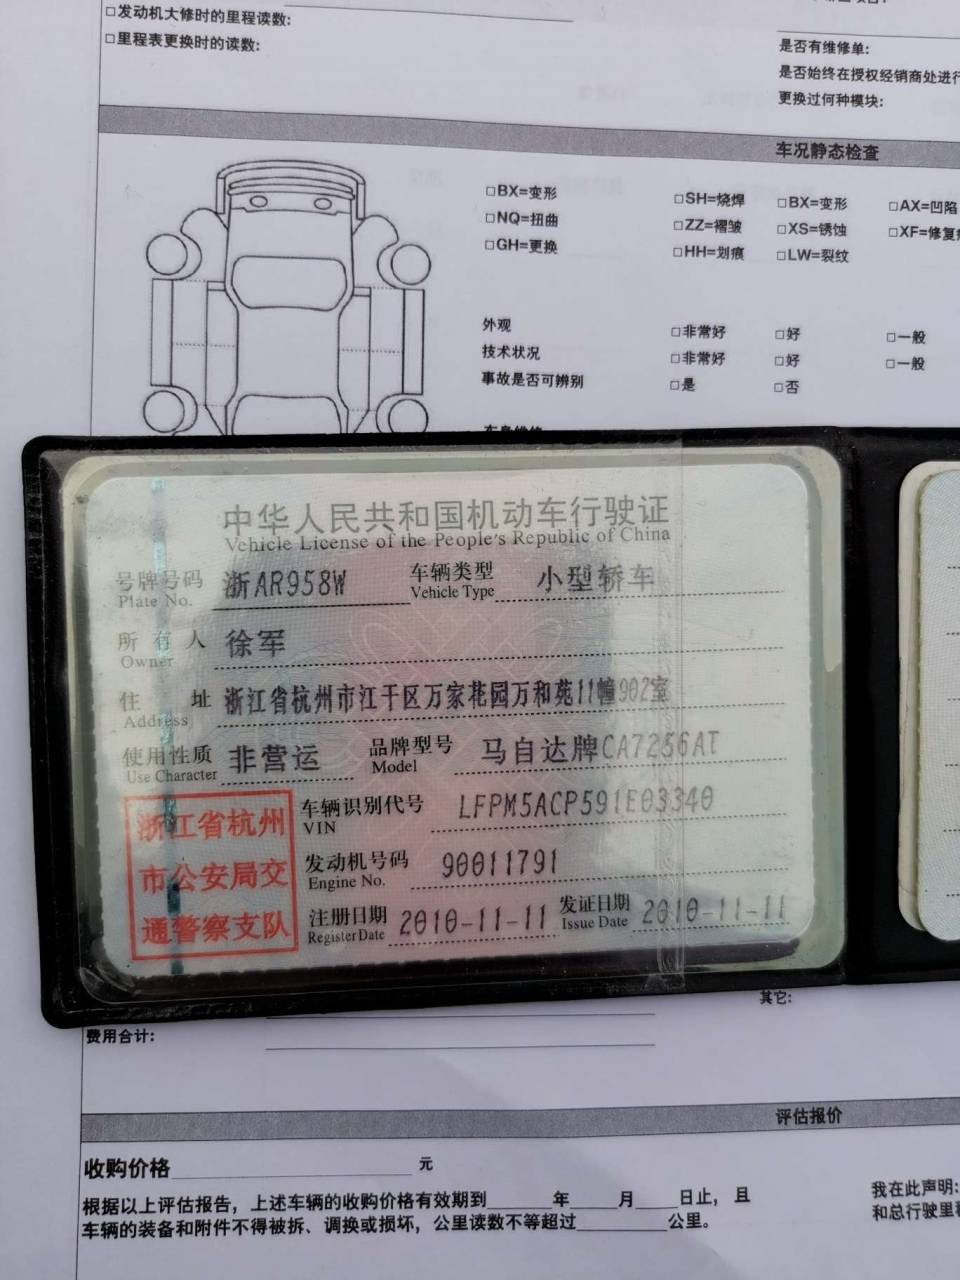 □发动机大修时的里程读数:
□里程表更换时的读数:
是否有维修单:
是否始终在授权经销商处进行
更换过何种模块:
车况静态检查
□BX=变形 □SH=烧焊 □BX=变形 □AX=凹陷
□NQ=扭曲 □ZZ=褶皱 □XS=锈蚀 □XF=修复
□GH=更换 □HH=划痕 □LW=裂纹
外观 □非常好 □好 □一般
技术状况 □非常好 □好 □一般
事故是否可辨别 □是 □否
中华人民共和国机动车行驶证
Vehicle License of the People's Republic of China
号牌号码 浙AR958W 车辆类型 小型轿车
Plate No. Vehicle Type
所有人 徐军
Owner
住址 浙江省杭州市江干区万家花园万和苑11幢902室
Address
使用性质 非营运 品牌型号 马自达牌CA7256AT
Use Character Model
浙江省杭州
市公安局交
通警察支队
车辆识别代号 LFPM5ACP591E03340
VIN
发动机号码 90011791
Engine No.
注册日期 2010-11-11 发证日期 2010-11-11
Register Date Issue Date
其它:
费用合计:
评估报价
收购价格 元
根据以上评估报告，上述车辆的收购价格有效期到 年 月 日止，且
车辆的装备和附件不得被拆、调换或损坏，公里读数不等超过 公里。
我在此声明:
和总行驶里